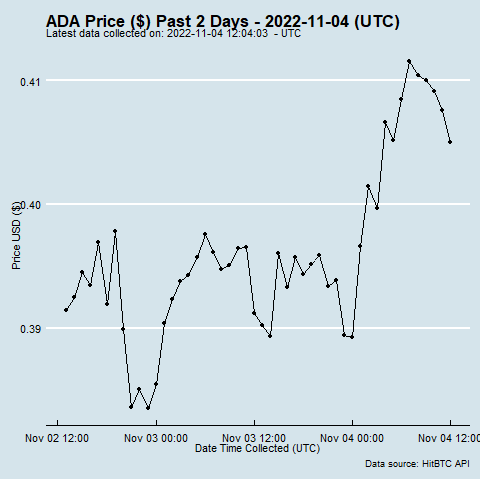 ADA Price ($) Past 2 Days - 2022-11-04 (UTC)
Latest data collected on: 2022-11-04 12:04:03 - UTC
0.41
0.40
0.39
Price USD ($)
Nov 02 12:00 Nov 03 00:00 Nov 03 12:00 Nov 04 00:00 Nov 04 12:00
Date Time Collected (UTC)
Data source: HitBTC API